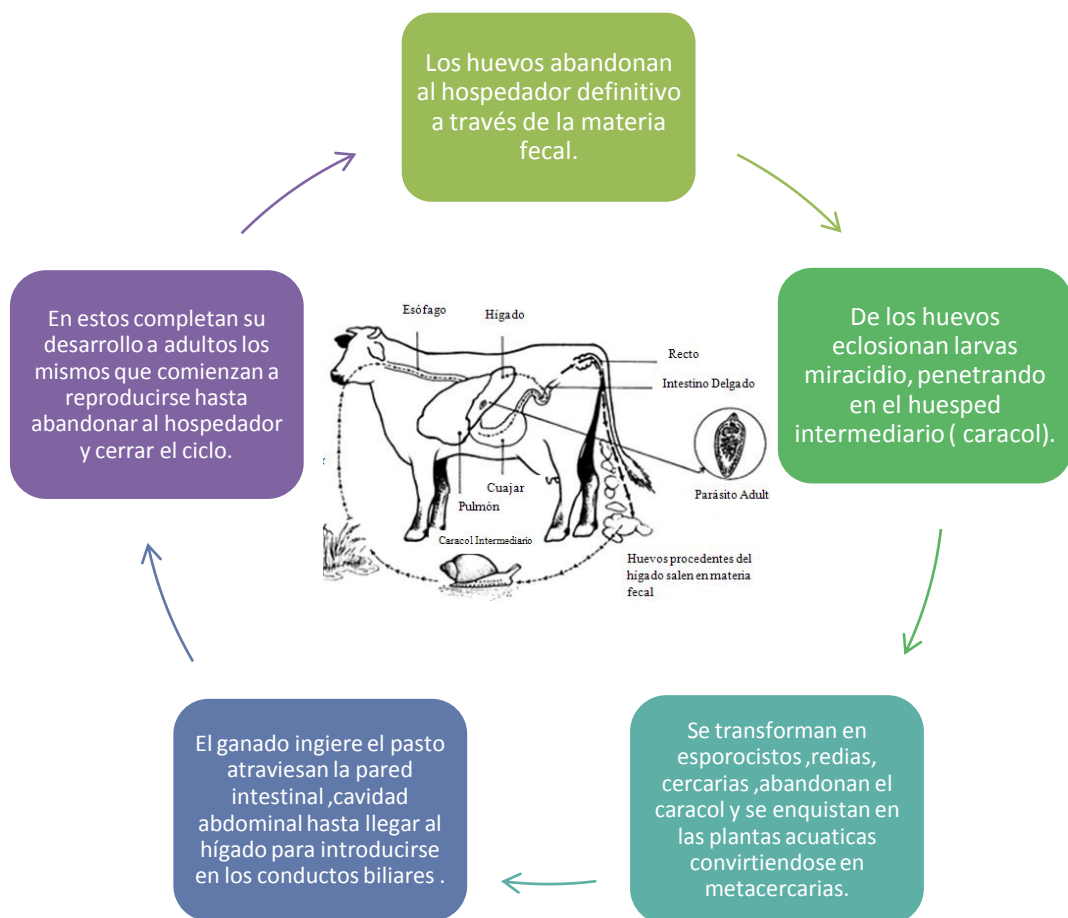 Los huevos abandonan
al hospedador definitivo
a través de la materia
fecal.
De los huevos
eclosionan larvas
miracidio, penetrando
en el huesped
intermediario ( caracol).
Se transforman en
esporocistos ,redias,
cercarias ,abandonan el
caracol y se enquistan en
las plantas acuaticas
convirtiendose en
metacercarias.
El ganado ingiere el pasto
atraviesan la pared
intestinal ,cavidad
abdominal hasta llegar al
hígado para introducirse
en los conductos biliares .
En estos completan su
desarrollo a adultos los
mismos que comienzan a
reproducirse hasta
abandonar al hospedador
y cerrar el ciclo.
Esófago
Hígado
Recto
Intestino Delgado
Parásito Adult
Cuajar
Pulmón
Caracol Intermediario
Huevos procedentes del
hígado salen en materia
fecal